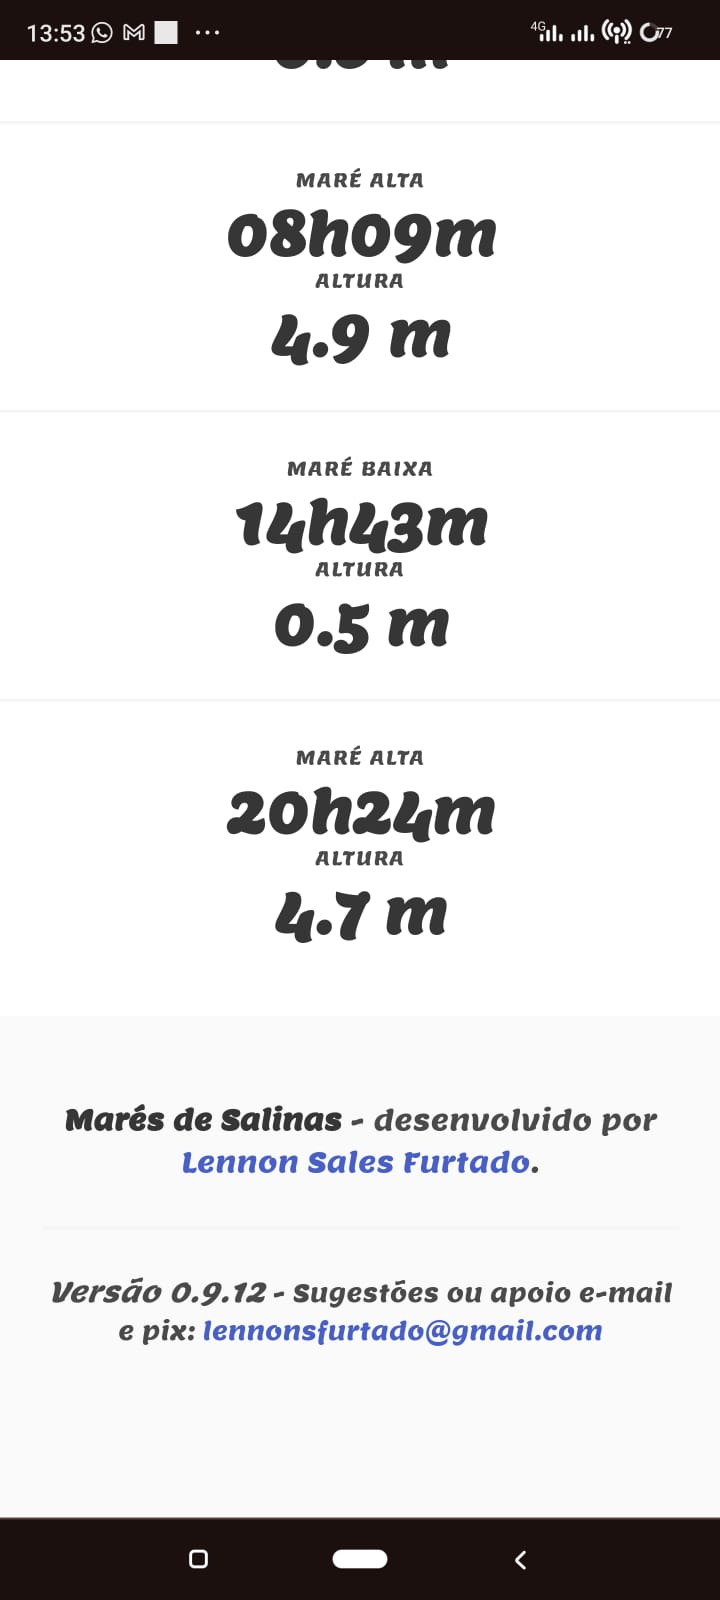 13:53
4G
77
MARÉ ALTA
08h09m
ALTURA
4.9 m
MARÉ BAIXA
14h43m
ALTURA
0.5 m
MARÉ ALTA
20h24m
ALTURA
4.7 m
Marés de Salinas - desenvolvido por
Lennon Sales Furtado.
Versão 0.9.12 - Sugestões ou apoio e-mail
e pix: lennonsfurtado@gmail.com